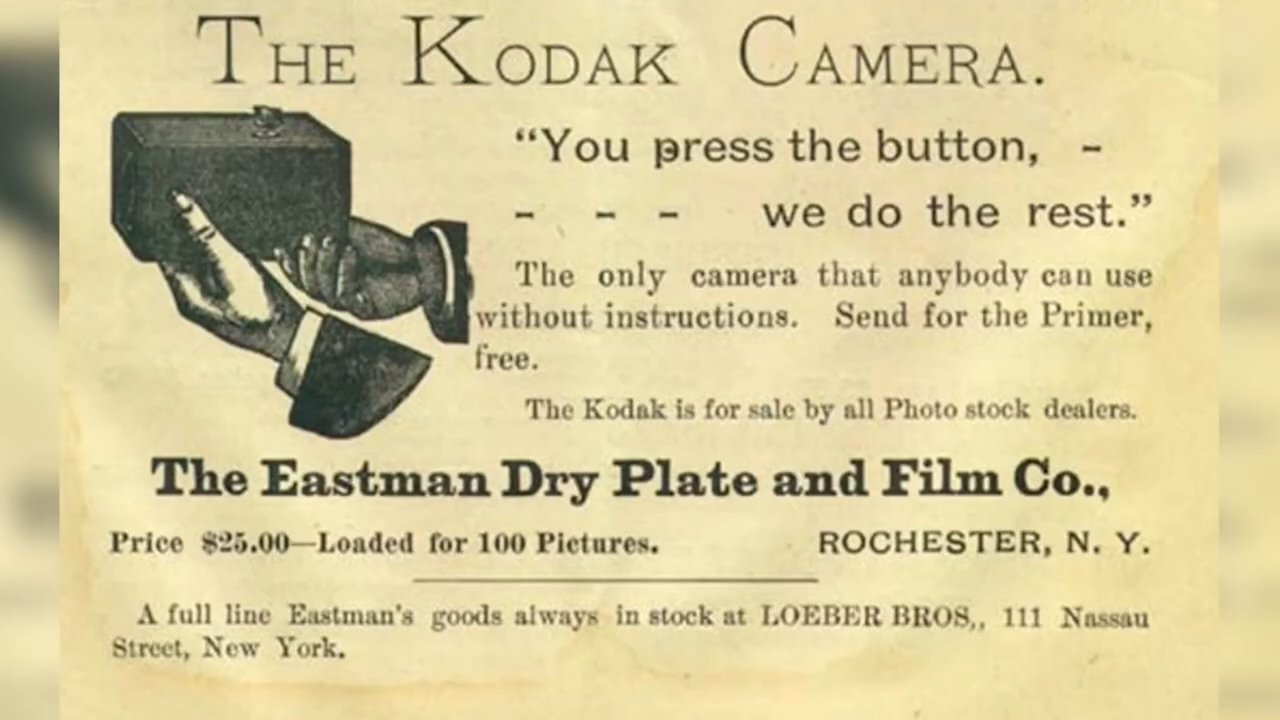 THE KODAK CAMERA.
“You press the button, -
- - - we do the rest.”
The only camera that anybody can use
without instructions. Send for the Primer,
free.
The Kodak is for sale by all Photo stock dealers.
The Eastman Dry Plate and Film Co.,
Price $25.00—Loaded for 100 Pictures. ROCHESTER, N. Y.
A full line Eastman's goods always in stock at LOEBER BROS,, 111 Nassau
Street, New York.